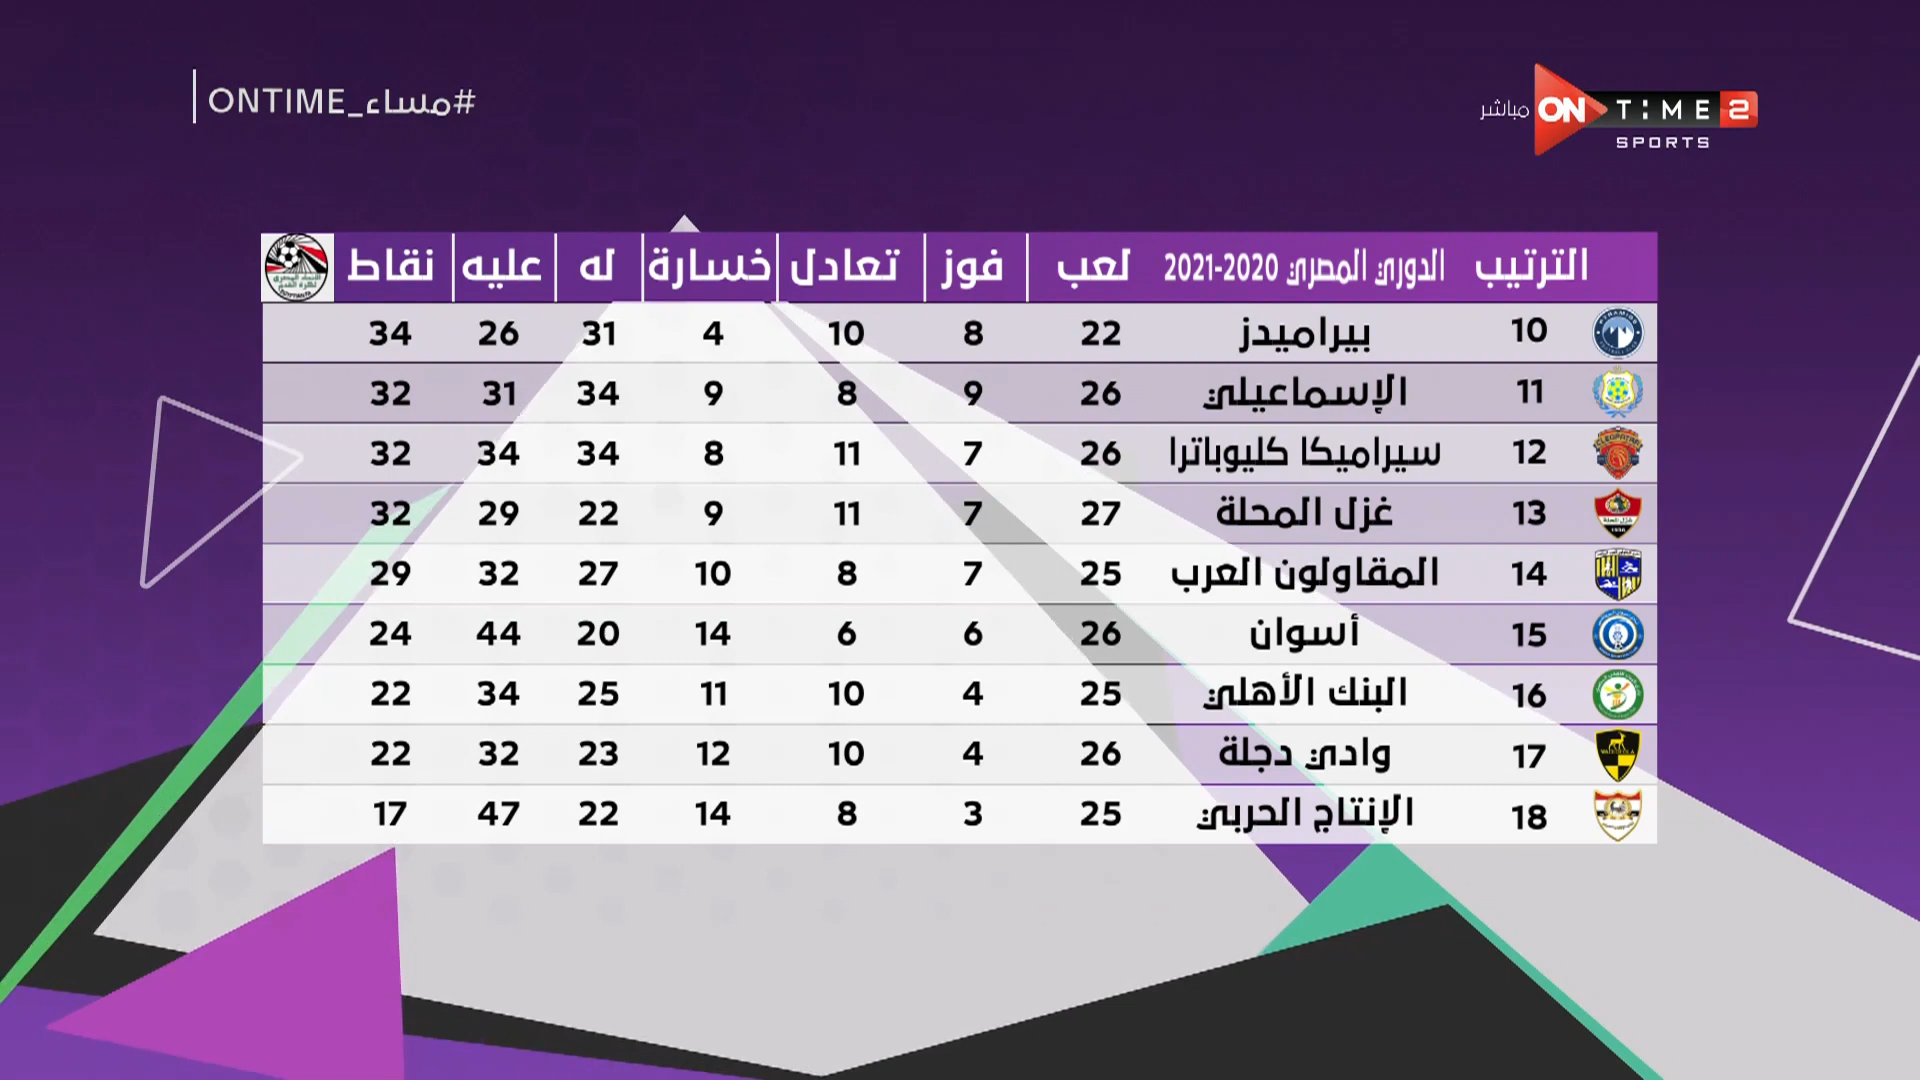 #مساء_ONTIME
مباشر ON TIME 2
SPORTS
الترتيب الدوري المصري 2020-2021 لعب فوز تعادل خسارة له عليه نقاط
10 بيراميدز 22 8 10 4 31 26 34
11 الإسماعيلي 26 9 8 9 34 31 32
12 سيراميكا كليوباترا 26 7 11 8 34 34 32
13 غزل المحلة 27 7 11 9 22 29 32
14 المقاولون العرب 25 7 8 10 27 32 29
15 أسوان 26 6 6 14 20 44 24
16 البنك الأهلي 25 4 10 11 25 34 22
17 وادي دجلة 26 4 10 12 23 32 22
18 الإنتاج الحربي 25 3 8 14 22 47 17